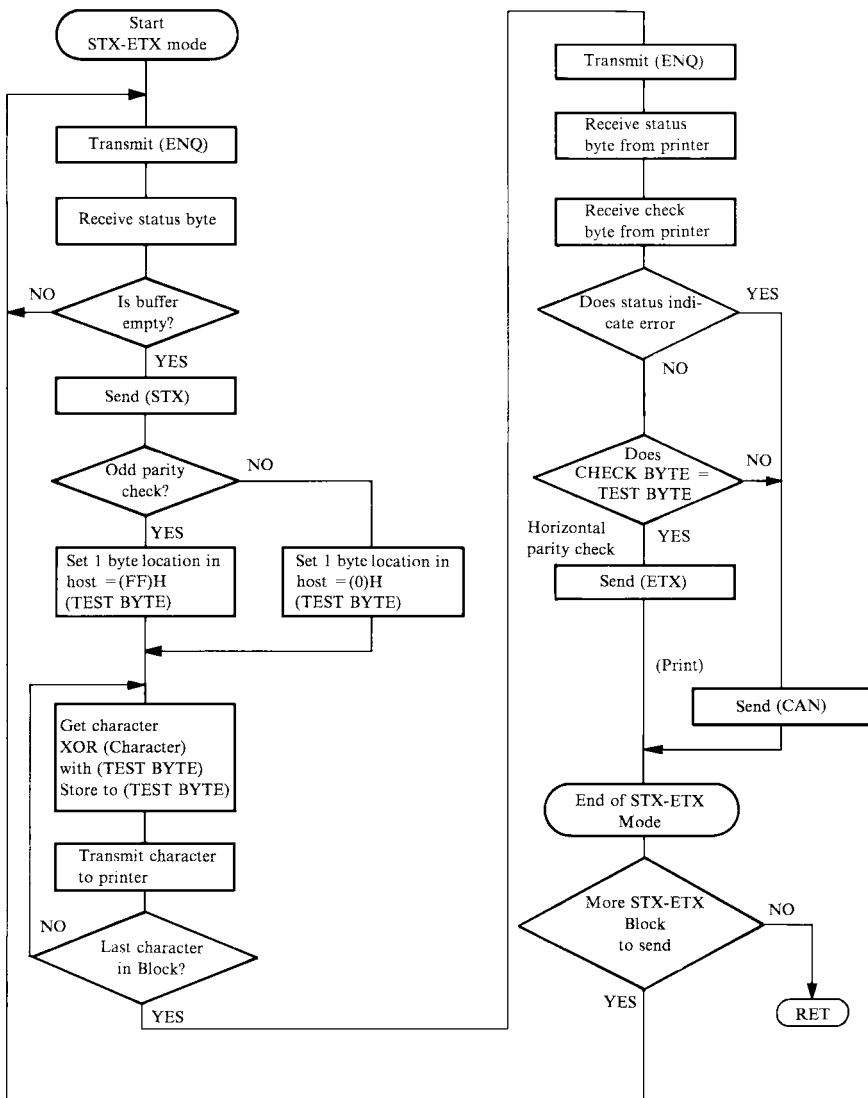 Start
STX-ETX mode
Transmit (ENQ)
Receive status byte
NO
Is buffer
empty?
YES
Send (STX)
Odd parity
check?
NO
YES
Set 1 byte location in
host =(FF)H
(TEST BYTE)
Set 1 byte location in
host =(0)H
(TEST BYTE)
Get character
XOR (Character)
with (TEST BYTE)
Store to (TEST BYTE)
Transmit character
to printer
NO
Last character
in Block?
YES
Transmit (ENQ)
Receive status
byte from printer
Receive check
byte from printer
Does status indi-
cate error
YES
NO
Does
CHECK BYTE =
TEST BYTE
NO
Horizontal
parity check
YES
Send (ETX)
(Print)
Send (CAN)
End of STX-ETX
Mode
More STX-ETX
Block
to send
NO
YES
RET